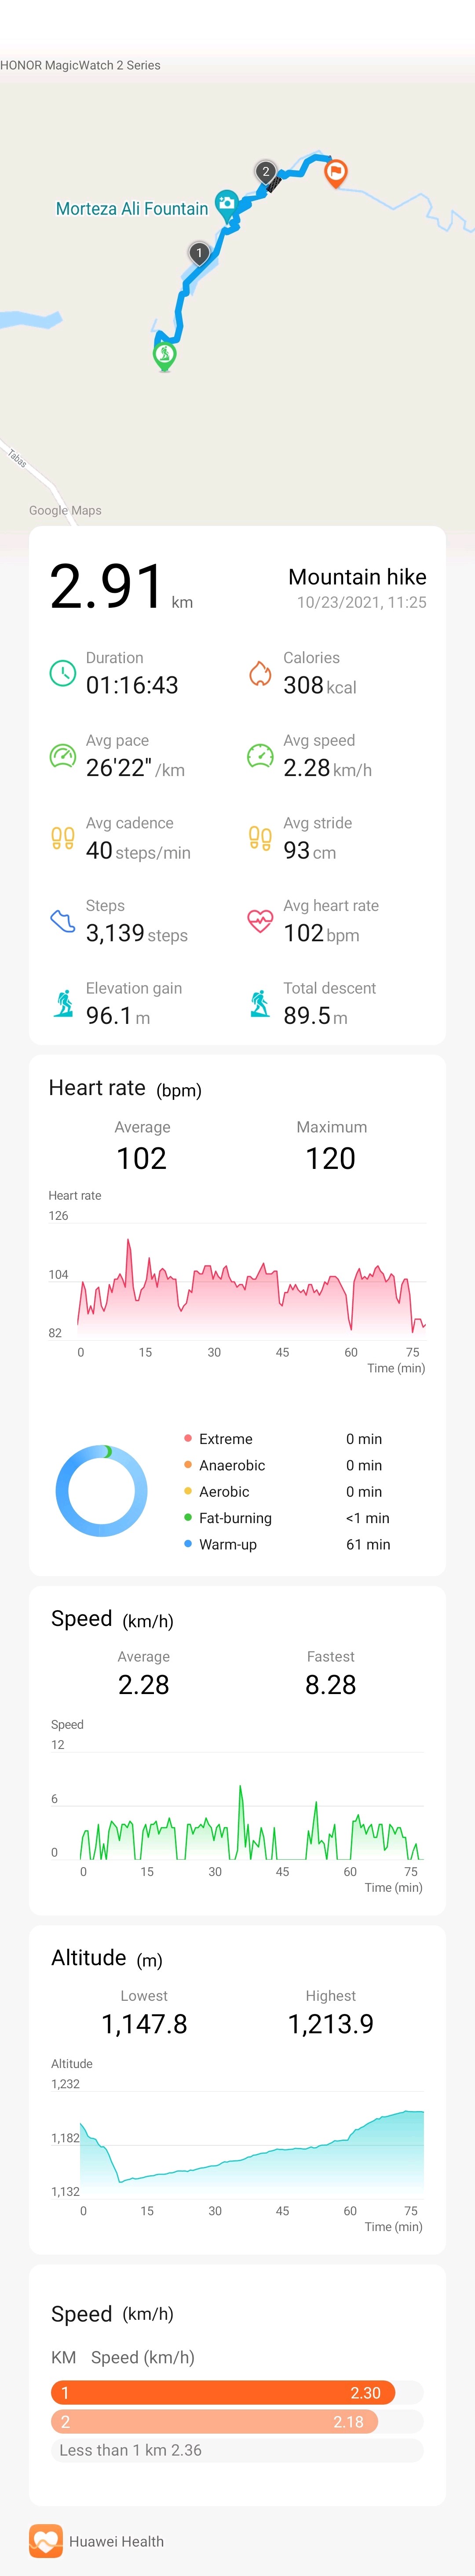 HONOR MagicWatch 2 Series
2
Morteza Ali Fountain
1
Tabas
Google Maps
2.91 km
Mountain hike
10/23/2021, 11:25
Duration Calories
01:16:43 308 kcal
Avg pace Avg speed
26'22" /km 2.28 km/h
Avg cadence Avg stride
40 steps/min 93 cm
Steps Avg heart rate
3,139 steps 102 bpm
Elevation gain Total descent
96.1 m 89.5 m
Heart rate (bpm)
Average Maximum
102 120
Heart rate
126
104
82
0 15 30 45 60 75
Time (min)
Extreme 0 min
Anaerobic 0 min
Aerobic 0 min
Fat-burning <1 min
Warm-up 61 min
Speed (km/h)
Average Fastest
2.28 8.28
Speed
12
6
0
0 15 30 45 60 75
Time (min)
Altitude (m)
Lowest Highest
1,147.8 1,213.9
Altitude
1,232
1,182
1,132
0 15 30 45 60 75
Time (min)
Speed (km/h)
KM Speed (km/h)
1 2.30
2 2.18
Less than 1 km 2.36
Huawei Health